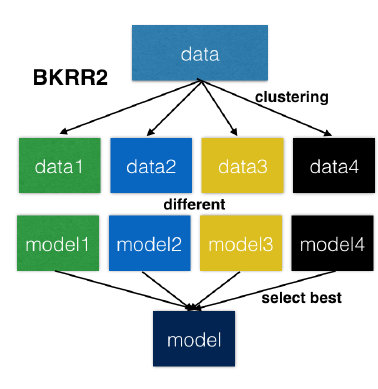 data
BKRR2
clustering
data1 data2 data3 data4
different
model1 model2 model3 model4
select best
model